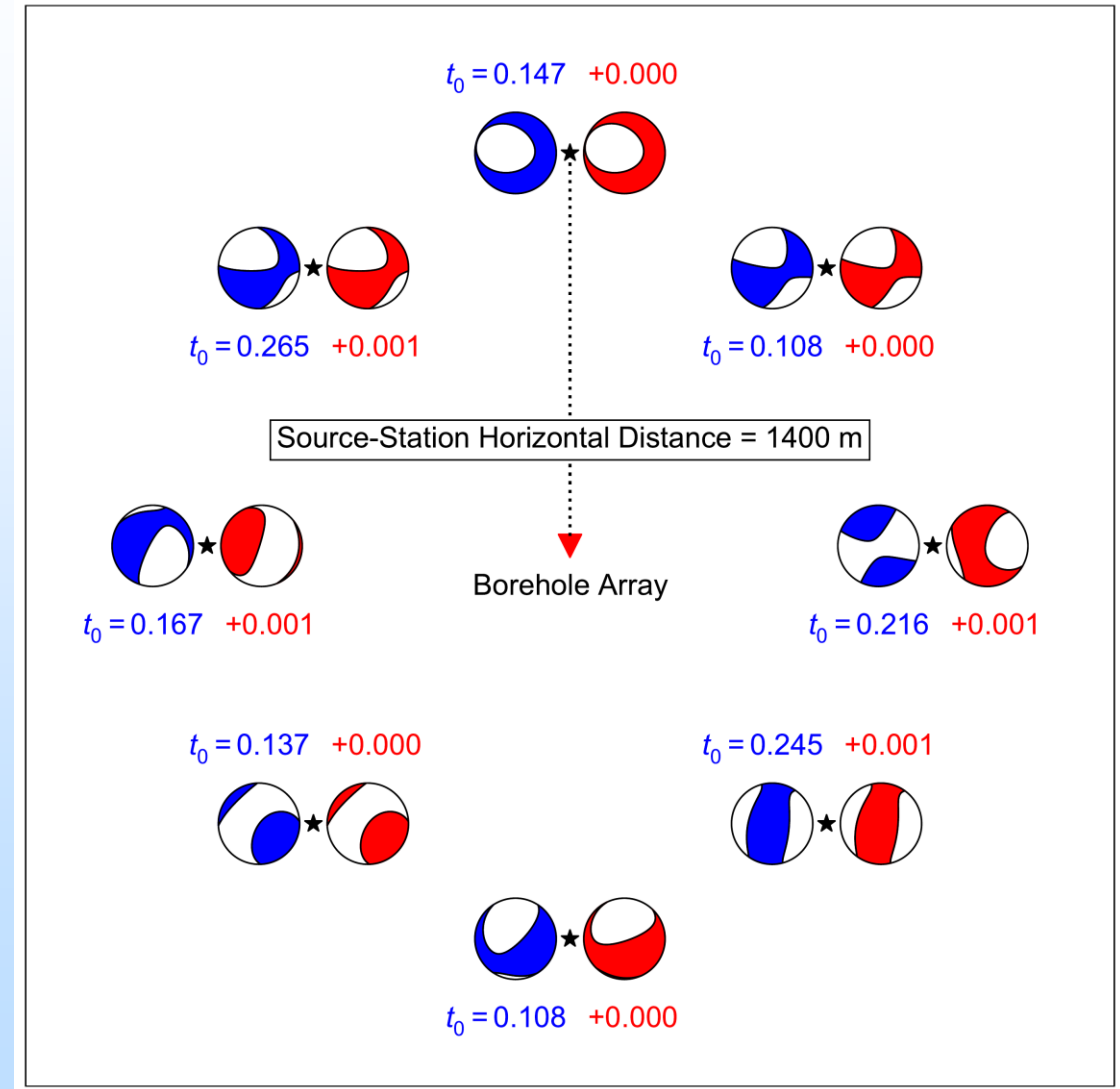 t0 = 0.147 +0.000
t0 = 0.265 +0.001
t0 = 0.108 +0.000
Source-Station Horizontal Distance = 1400 m
Borehole Array
t0 = 0.167 +0.001
t0 = 0.216 +0.001
t0 = 0.137 +0.000
t0 = 0.245 +0.001
t0 = 0.108 +0.000